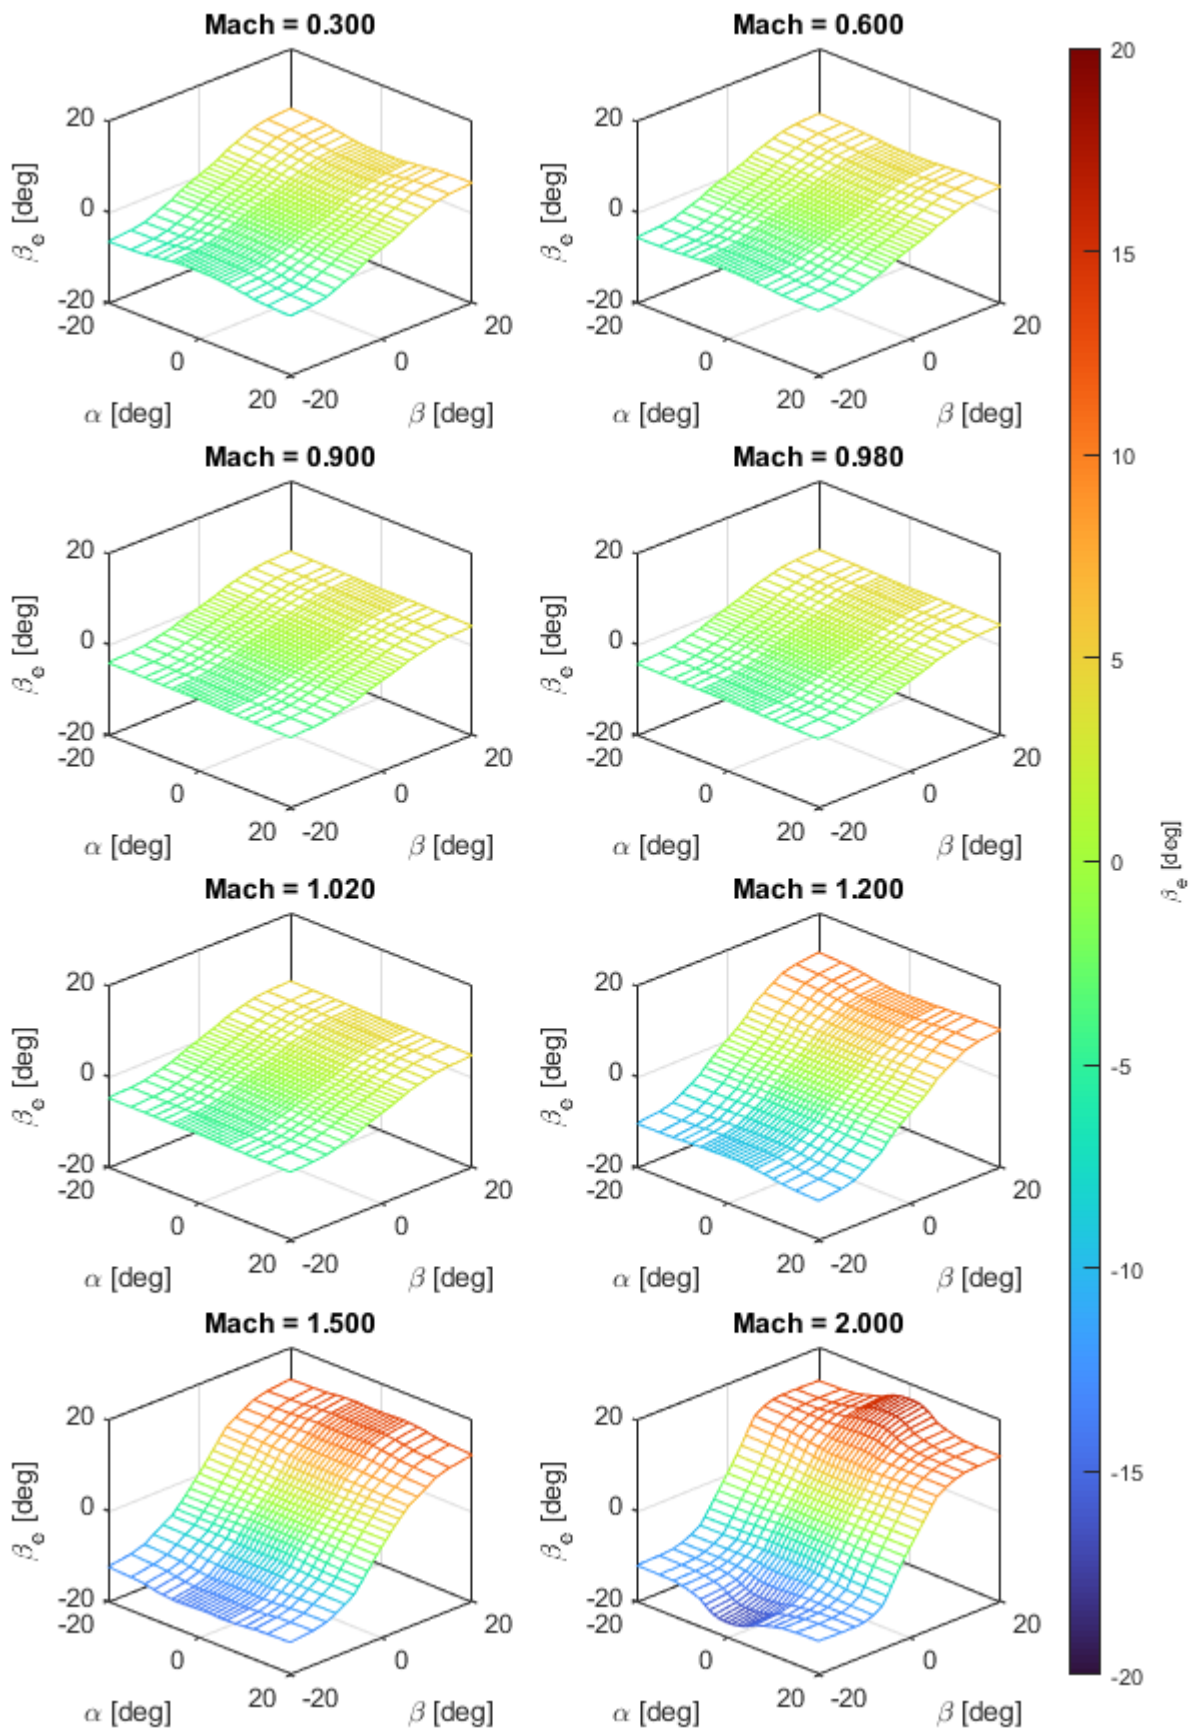 Mach = 0.300
20
0
-20
β_e [deg]
-20
0
20
α [deg]
-20
0
20
β [deg]
Mach = 0.600
20
0
-20
β_e [deg]
-20
0
20
α [deg]
-20
0
20
β [deg]
Mach = 0.900
20
0
-20
β_e [deg]
-20
0
20
α [deg]
-20
0
20
β [deg]
Mach = 0.980
20
0
-20
β_e [deg]
-20
0
20
α [deg]
-20
0
20
β [deg]
Mach = 1.020
20
0
-20
β_e [deg]
-20
0
20
α [deg]
-20
0
20
β [deg]
Mach = 1.200
20
0
-20
β_e [deg]
-20
0
20
α [deg]
-20
0
20
β [deg]
Mach = 1.500
20
0
-20
β_e [deg]
-20
0
20
α [deg]
-20
0
20
β [deg]
Mach = 2.000
20
0
-20
β_e [deg]
-20
0
20
α [deg]
-20
0
20
β [deg]
20
15
10
5
0
-5
-10
-15
-20
β_e [deg]